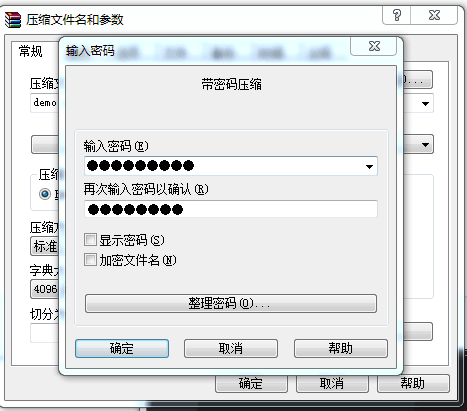 压缩文件名和参数
常规
输入密码
带密码压缩
压缩
demo
输入密码(E)
●●●●●●●●●
再次输入密码以确认(R)
●●●●●●●●
显示密码(S)
加密文件名(N)
整理密码(O)...
压缩
压缩
标准
字典
4096
切分
确定
取消
帮助
确定
取消
帮助